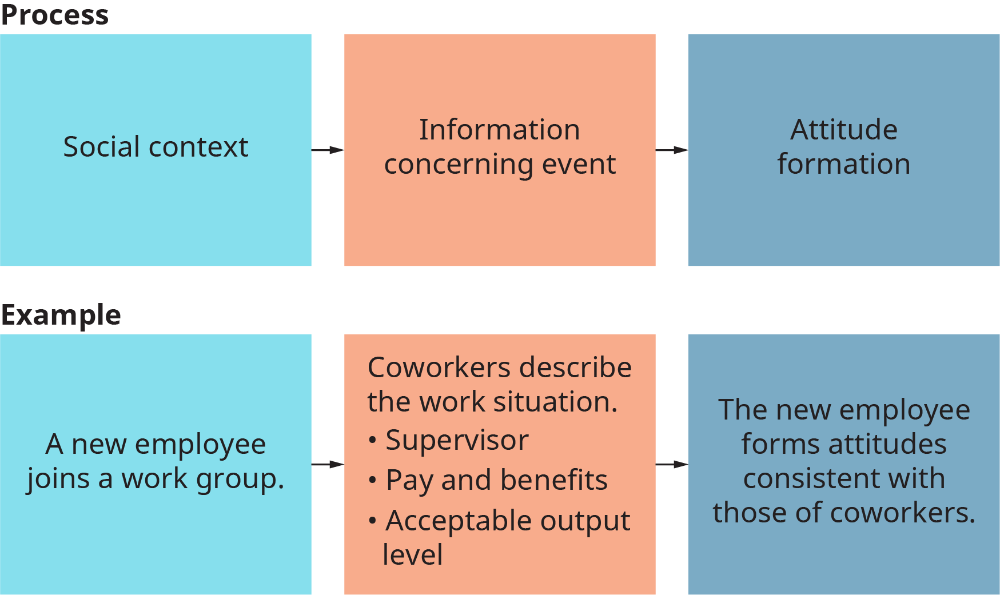 Process
Social context
Information
concerning event
Attitude
formation
Example
A new employee
joins a work group.
Coworkers describe
the work situation.
• Supervisor
• Pay and benefits
• Acceptable output
level
The new employee
forms attitudes
consistent with
those of coworkers.